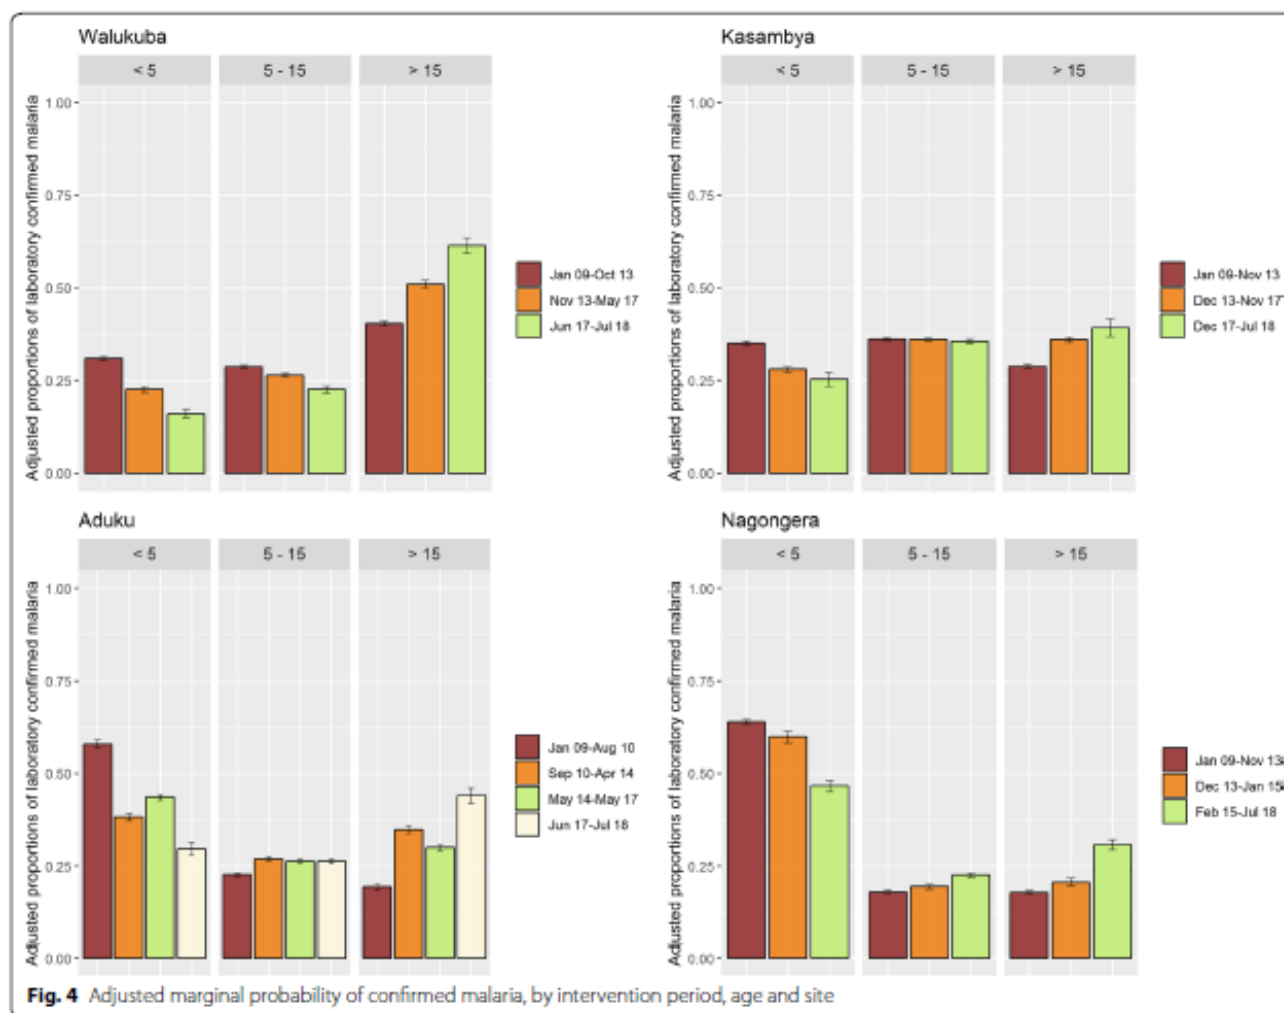 Walukuba
< 5
5 - 15
> 15
Adjusted proportions of laboratory confirmed malaria
1.00
0.75
0.50
0.25
0.00
Jan 09-Oct 13
Nov 13-May 17
Jun 17-Jul 18
Kasambya
< 5
5 - 15
> 15
Adjusted proportions of laboratory confirmed malaria
1.00
0.75
0.50
0.25
0.00
Jan 09-Nov 13
Dec 13-Nov 17
Dec 17-Jul 18
Aduku
< 5
5 - 15
> 15
Adjusted proportions of laboratory confirmed malaria
1.00
0.75
0.50
0.25
0.00
Jan 09-Aug 10
Sep 10-Apr 14
May 14-May 17
Jun 17-Jul 18
Nagongera
< 5
5 - 15
> 15
Adjusted proportions of laboratory confirmed malaria
1.00
0.75
0.50
0.25
0.00
Jan 09-Nov 13
Dec 13-Jan 15
Feb 15-Jul 18
Fig. 4 Adjusted marginal probability of confirmed malaria, by intervention period, age and site